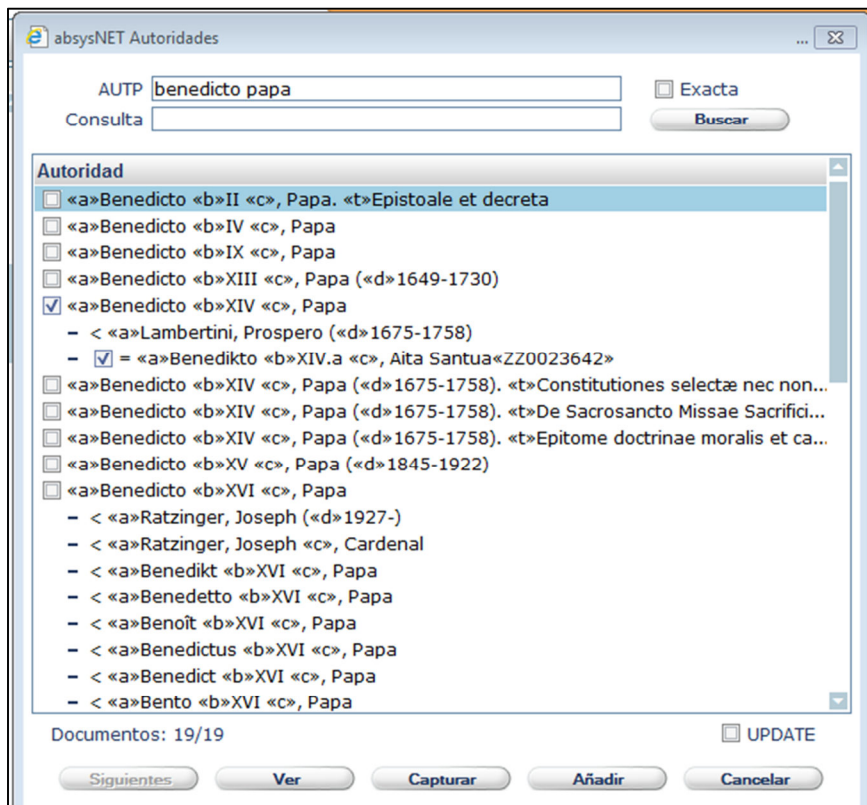 absysNET Autoridades ...
AUTP benedicto papa Exacta
Consulta Buscar
Autoridad
«a»Benedicto «b»II «c», Papa. «t»Epistoale et decreta
«a»Benedicto «b»IV «c», Papa
«a»Benedicto «b»IX «c», Papa
«a»Benedicto «b»XIII «c», Papa («d»1649-1730)
«a»Benedicto «b»XIV «c», Papa
– < «a»Lambertini, Prospero («d»1675-1758)
– = «a»Benedikto «b»XIV.a «c», Aita Santua«ZZ0023642»
«a»Benedicto «b»XIV «c», Papa («d»1675-1758). «t»Constitutiones selectæ nec non...
«a»Benedicto «b»XIV «c», Papa («d»1675-1758). «t»De Sacrosancto Missae Sacrifici...
«a»Benedicto «b»XIV «c», Papa («d»1675-1758). «t»Epitome doctrinae moralis et ca...
«a»Benedicto «b»XV «c», Papa («d»1845-1922)
«a»Benedicto «b»XVI «c», Papa
– < «a»Ratzinger, Joseph («d»1927-)
– < «a»Ratzinger, Joseph «c», Cardenal
– < «a»Benedikt «b»XVI «c», Papa
– < «a»Benedetto «b»XVI «c», Papa
– < «a»Benoît «b»XVI «c», Papa
– < «a»Benedictus «b»XVI «c», Papa
– < «a»Benedict «b»XVI «c», Papa
– < «a»Bento «b»XVI «c», Papa
Documentos: 19/19 UPDATE
Siguientes Ver Capturar Añadir Cancelar